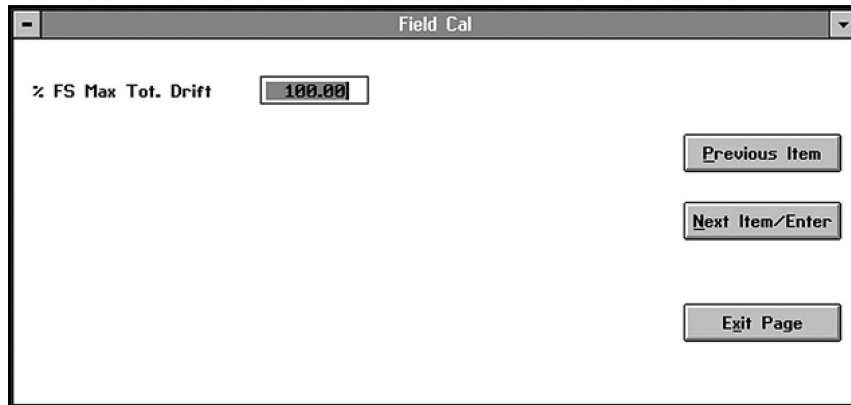 Field Cal
% FS Max Tot. Drift 100.00
Previous Item
Next Item/Enter
Exit Page